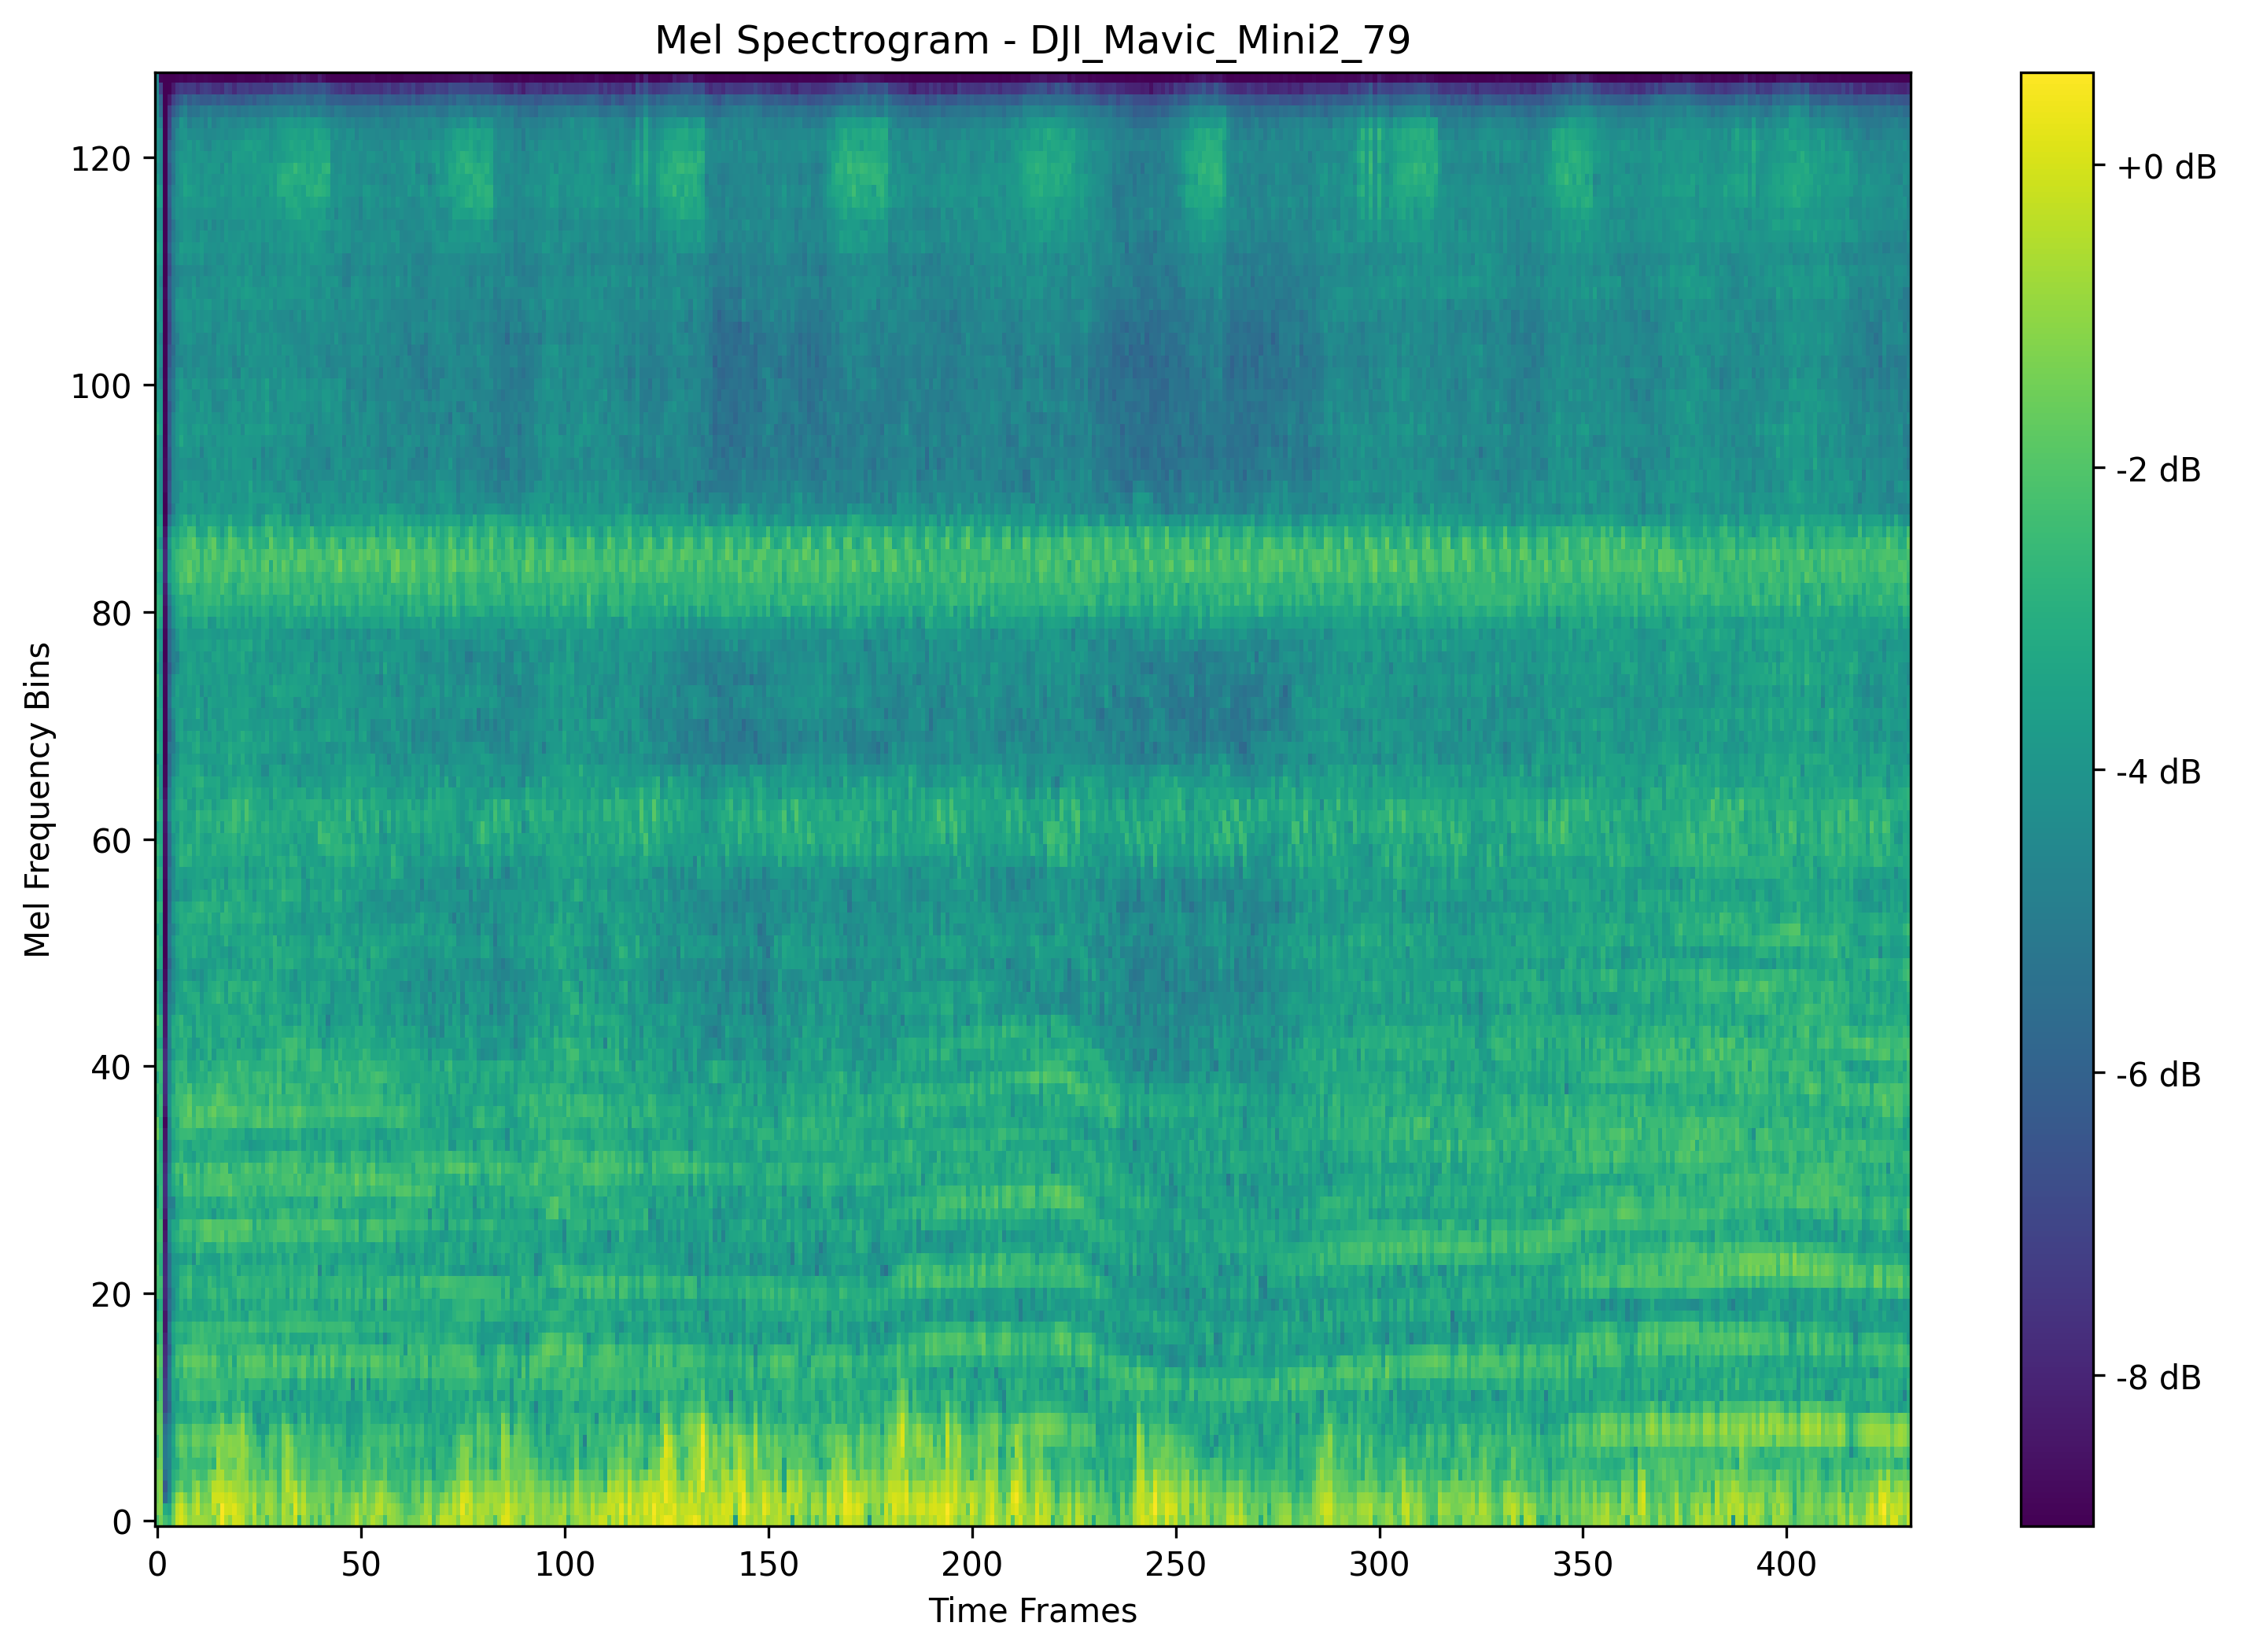 Mel Spectrogram - DJI_Mavic_Mini2_79
120
100
80
60
40
20
0
Mel Frequency Bins
0 50 100 150 200 250 300 350 400
Time Frames
+0 dB
-2 dB
-4 dB
-6 dB
-8 dB